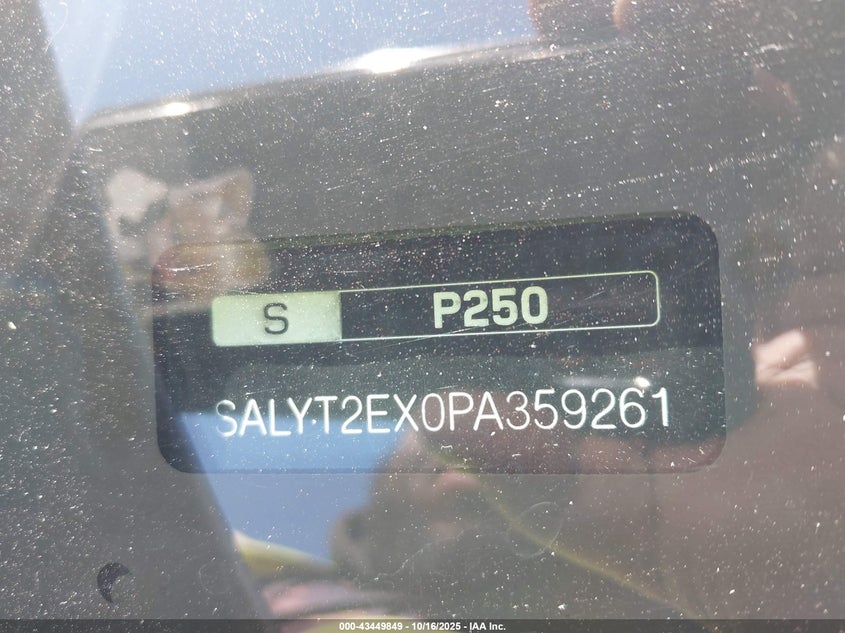 S P250
SALYT2EX0PA359261
000-43449849 - 10/16/2025 - IAA Inc.